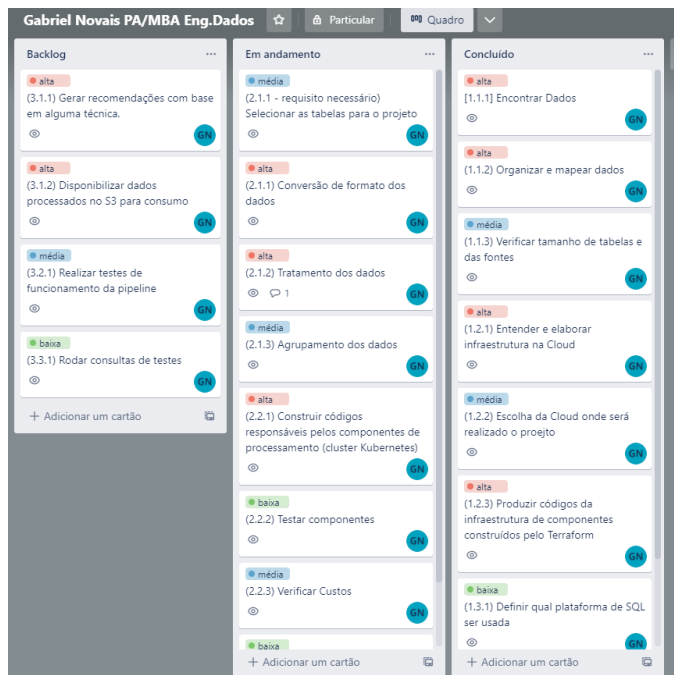 Gabriel Novais PA/MBA Eng.Dados
Particular
Quadro
Backlog
alta
(3.1.1) Gerar recomendações com base
em alguma técnica.
GN
alta
(3.1.2) Disponibilizar dados
processados no S3 para consumo
GN
média
(3.2.1) Realizar testes de
funcionamento da pipeline
GN
baixa
(3.3.1) Rodar consultas de testes
GN
+ Adicionar um cartão
Em andamento
média
(2.1.1 - requisito necessário)
Selecionar as tabelas para o projeto
GN
alta
(2.1.1) Conversão de formato dos
dados
GN
alta
(2.1.2) Tratamento dos dados
1
GN
média
(2.1.3) Agrupamento dos dados
GN
alta
(2.2.1) Construir códigos
responsáveis pelos componentes de
processamento (cluster Kubernetes)
GN
baixa
(2.2.2) Testar componentes
GN
média
(2.2.3) Verificar Custos
GN
baixa
+ Adicionar um cartão
Concluído
alta
[1.1.1] Encontrar Dados
GN
alta
(1.1.2) Organizar e mapear dados
GN
média
(1.1.3) Verificar tamanho de tabelas e
das fontes
GN
alta
(1.2.1) Entender e elaborar
infraestrutura na Cloud
GN
média
(1.2.2) Escolha da Cloud onde será
realizado o proejto
GN
alta
(1.2.3) Produzir códigos da
infraestrutura de componentes
construídos pelo Terraform
GN
baixa
(1.3.1) Definir qual plataforma de SQL
ser usada
GN
+ Adicionar um cartão